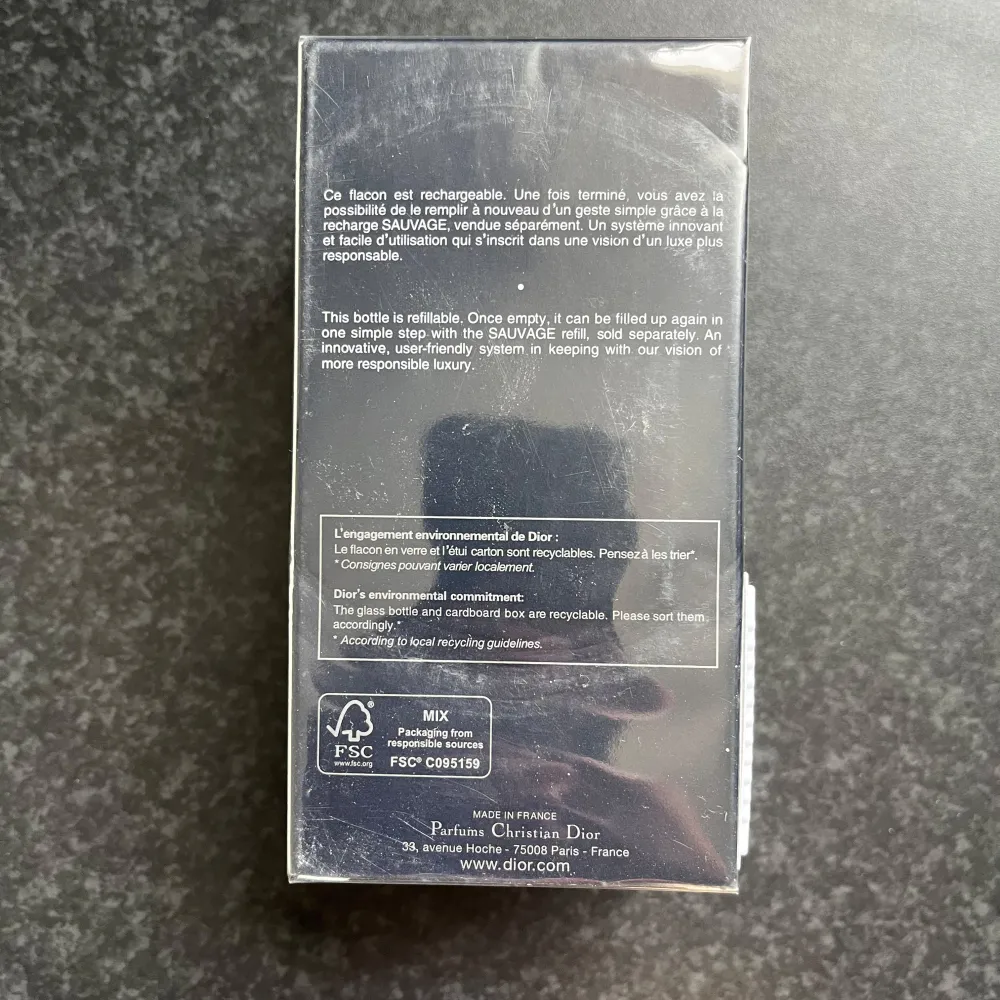 Ce flacon est rechargeable. Une fois terminé, vous avez la
possibilité de le remplir à nouveau d'un geste simple grâce à la
recharge SAUVAGE, vendue séparément. Un système innovant
et facile d'utilisation qui s'inscrit dans une vision d'un luxe plus
responsable.
This bottle is refillable. Once empty, it can be filled up again in
one simple step with the SAUVAGE refill, sold separately. An
innovative, user-friendly system in keeping with our vision of
more responsible luxury.
L'engagement environnemental de Dior :
Le flacon en verre et l'étui carton sont recyclables. Pensez à les trier*.
* Consignes pouvant varier localement.
Dior's environmental commitment:
The glass bottle and cardboard box are recyclable. Please sort them
accordingly.*
* According to local recycling guidelines.
FSC®
www.fsc.org
MIX
Packaging from
responsible sources
FSC® C095159
MADE IN FRANCE
Parfums Christian Dior
33, avenue Hoche - 75008 Paris - France
www.dior.com